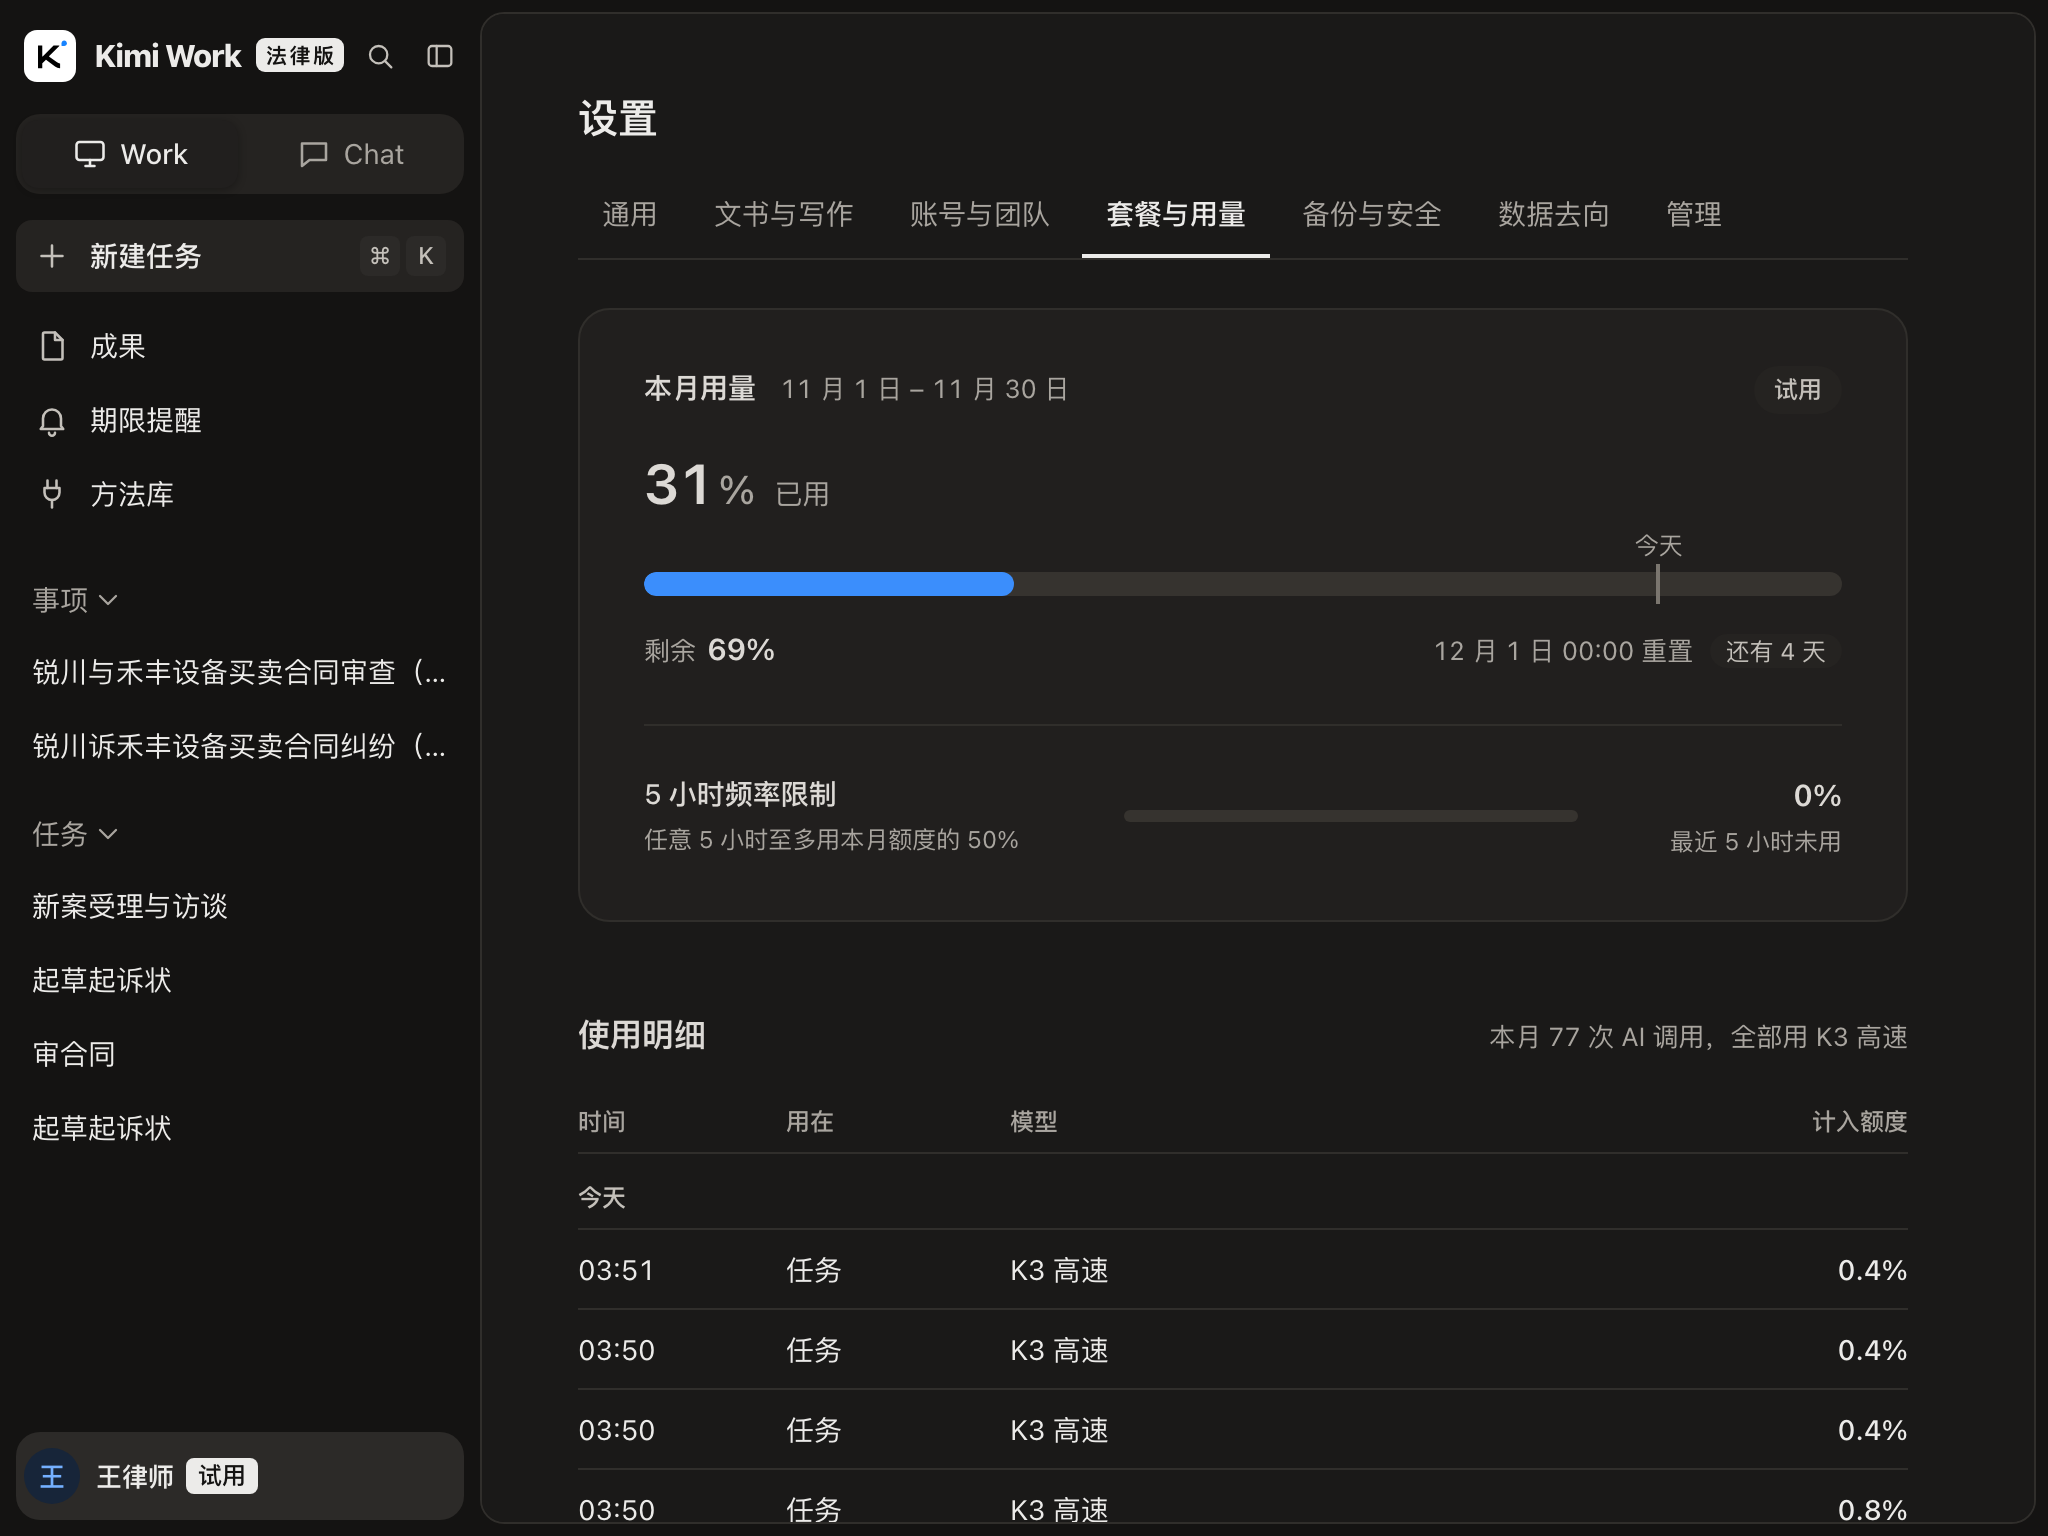 Kimi Work 法律版
Work
Chat
新建任务 ⌘ K
成果
期限提醒
方法库
事项
锐川与禾丰设备买卖合同审查（...
锐川诉禾丰设备买卖合同纠纷（...
任务
新案受理与访谈
起草起诉状
审合同
起草起诉状
王 王律师 试用
设置
通用 文书与写作 账号与团队 套餐与用量 备份与安全 数据去向 管理
本月用量 11 月 1 日 – 11 月 30 日 试用
31% 已用
今天
剩余 69% 12 月 1 日 00:00 重置 还有 4 天
5 小时频率限制 0%
任意 5 小时至多用本月额度的 50% 最近 5 小时未用
使用明细 本月 77 次 AI 调用，全部用 K3 高速
时间 用在 模型 计入额度
今天
03:51 任务 K3 高速 0.4%
03:50 任务 K3 高速 0.4%
03:50 任务 K3 高速 0.4%
03:50 任务 K3 高速 0.8%